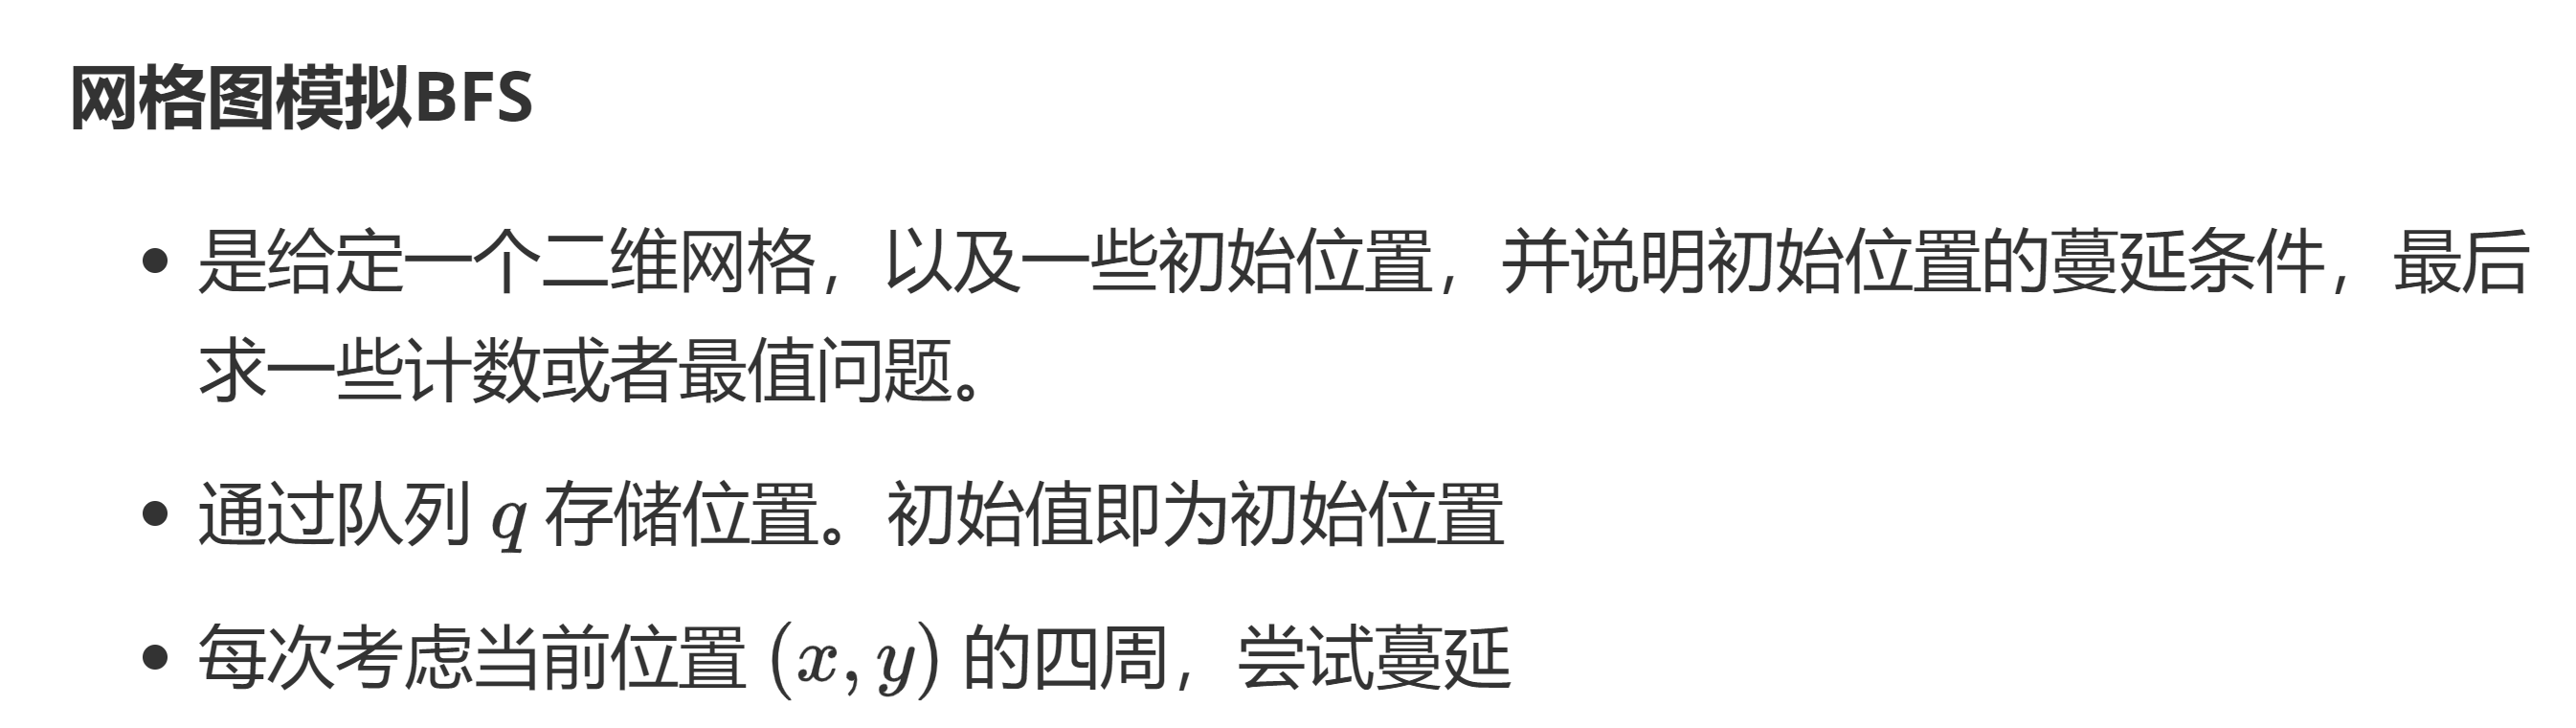 网格图模拟BFS
• 是给定一个二维网格，以及一些初始位置，并说明初始位置的蔓延条件，最后
求一些计数或者最值问题。
• 通过队列 q 存储位置。初始值即为初始位置
• 每次考虑当前位置 (x, y) 的四周，尝试蔓延